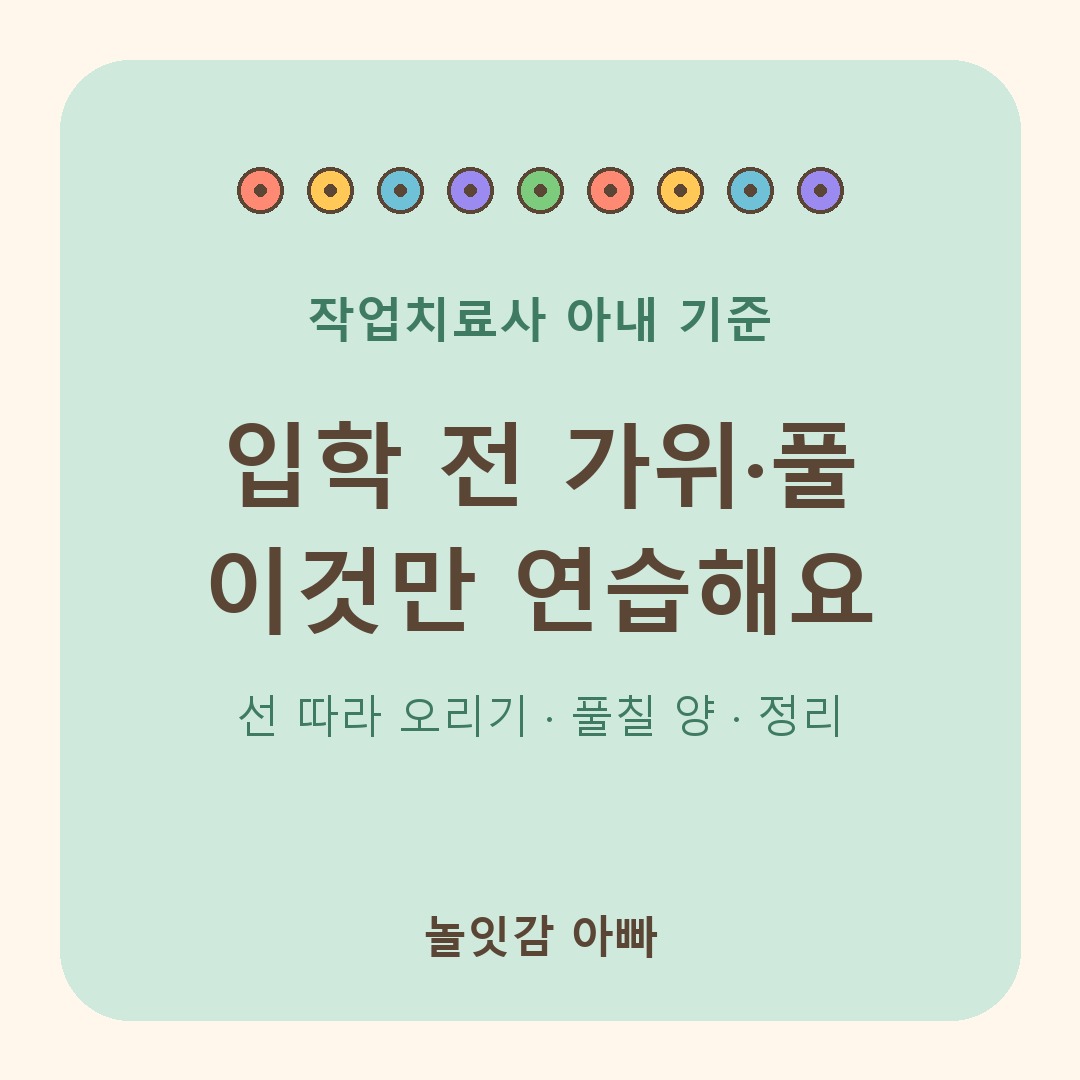 작업치료사 아내 기준
입학 전 가위·풀
이것만 연습해요
선 따라 오리기 · 풀칠 양 · 정리
놀잇감 아빠